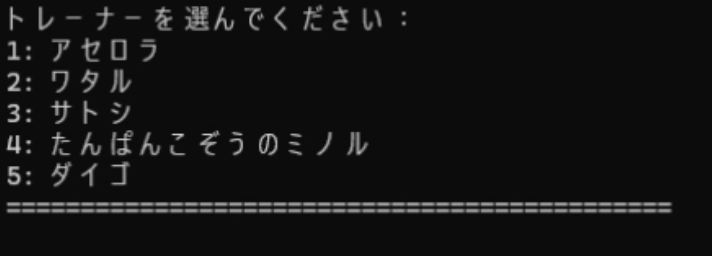 トレーナーを選んでください：
1: アセロラ
2: ワタル
3: サトシ
4: たんぱんこぞうのミノル
5: ダイゴ
=============================================